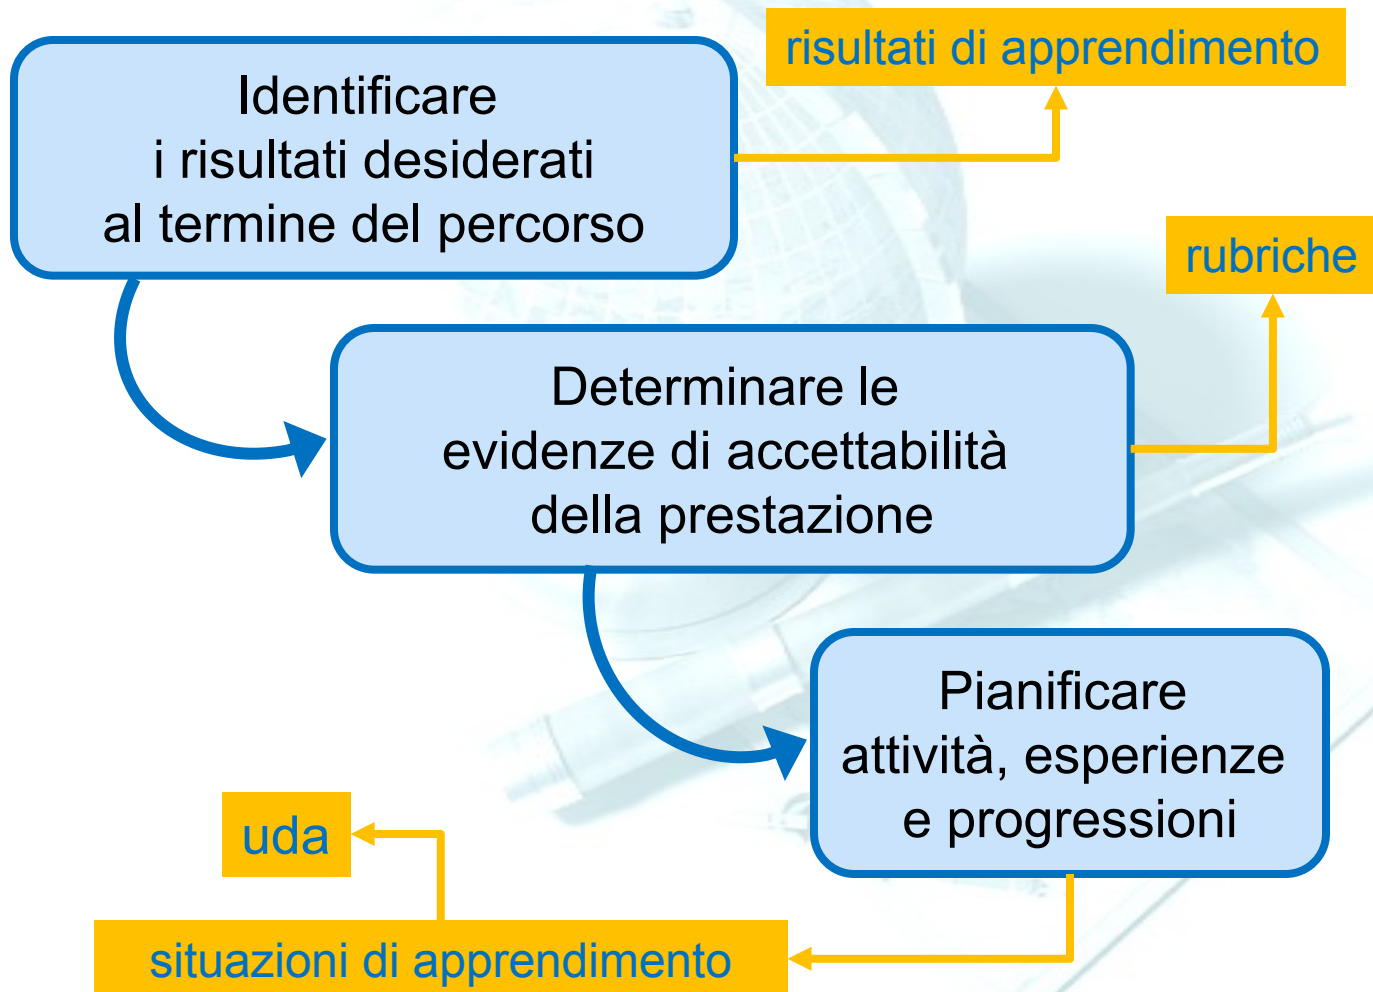 risultati di apprendimento
Identificare
i risultati desiderati
al termine del percorso
rubriche
Determinare le
evidenze di accettabilità
della prestazione
Pianificare
attività, esperienze
e progressioni
uda
situazioni di apprendimento